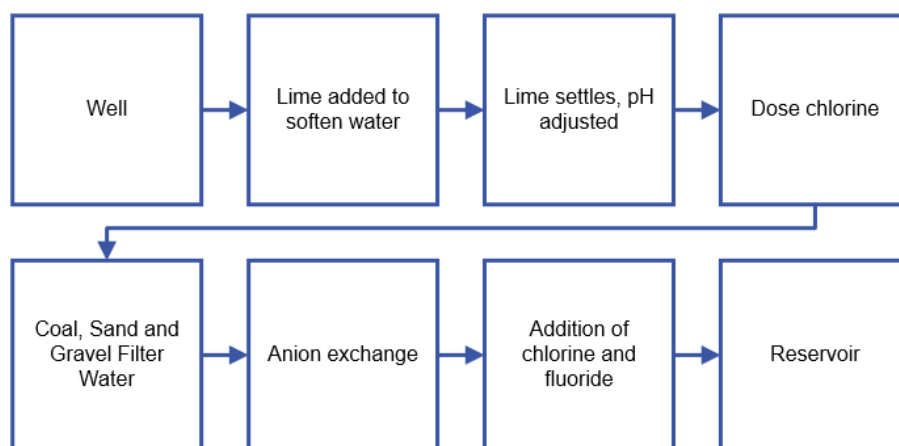 Well
Lime added to
soften water
Lime settles, pH
adjusted
Dose chlorine
Coal, Sand and
Gravel Filter
Water
Anion exchange
Addition of
chlorine and
fluoride
Reservoir